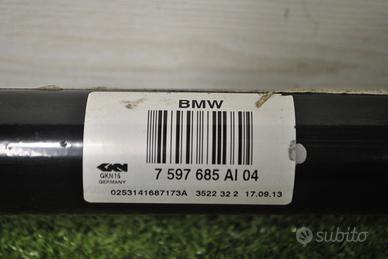 BMW
7 597 685 AI 04
GKN
GKN15
GERMANY
0253141687173A 3522 32 2 17.09.13
subito